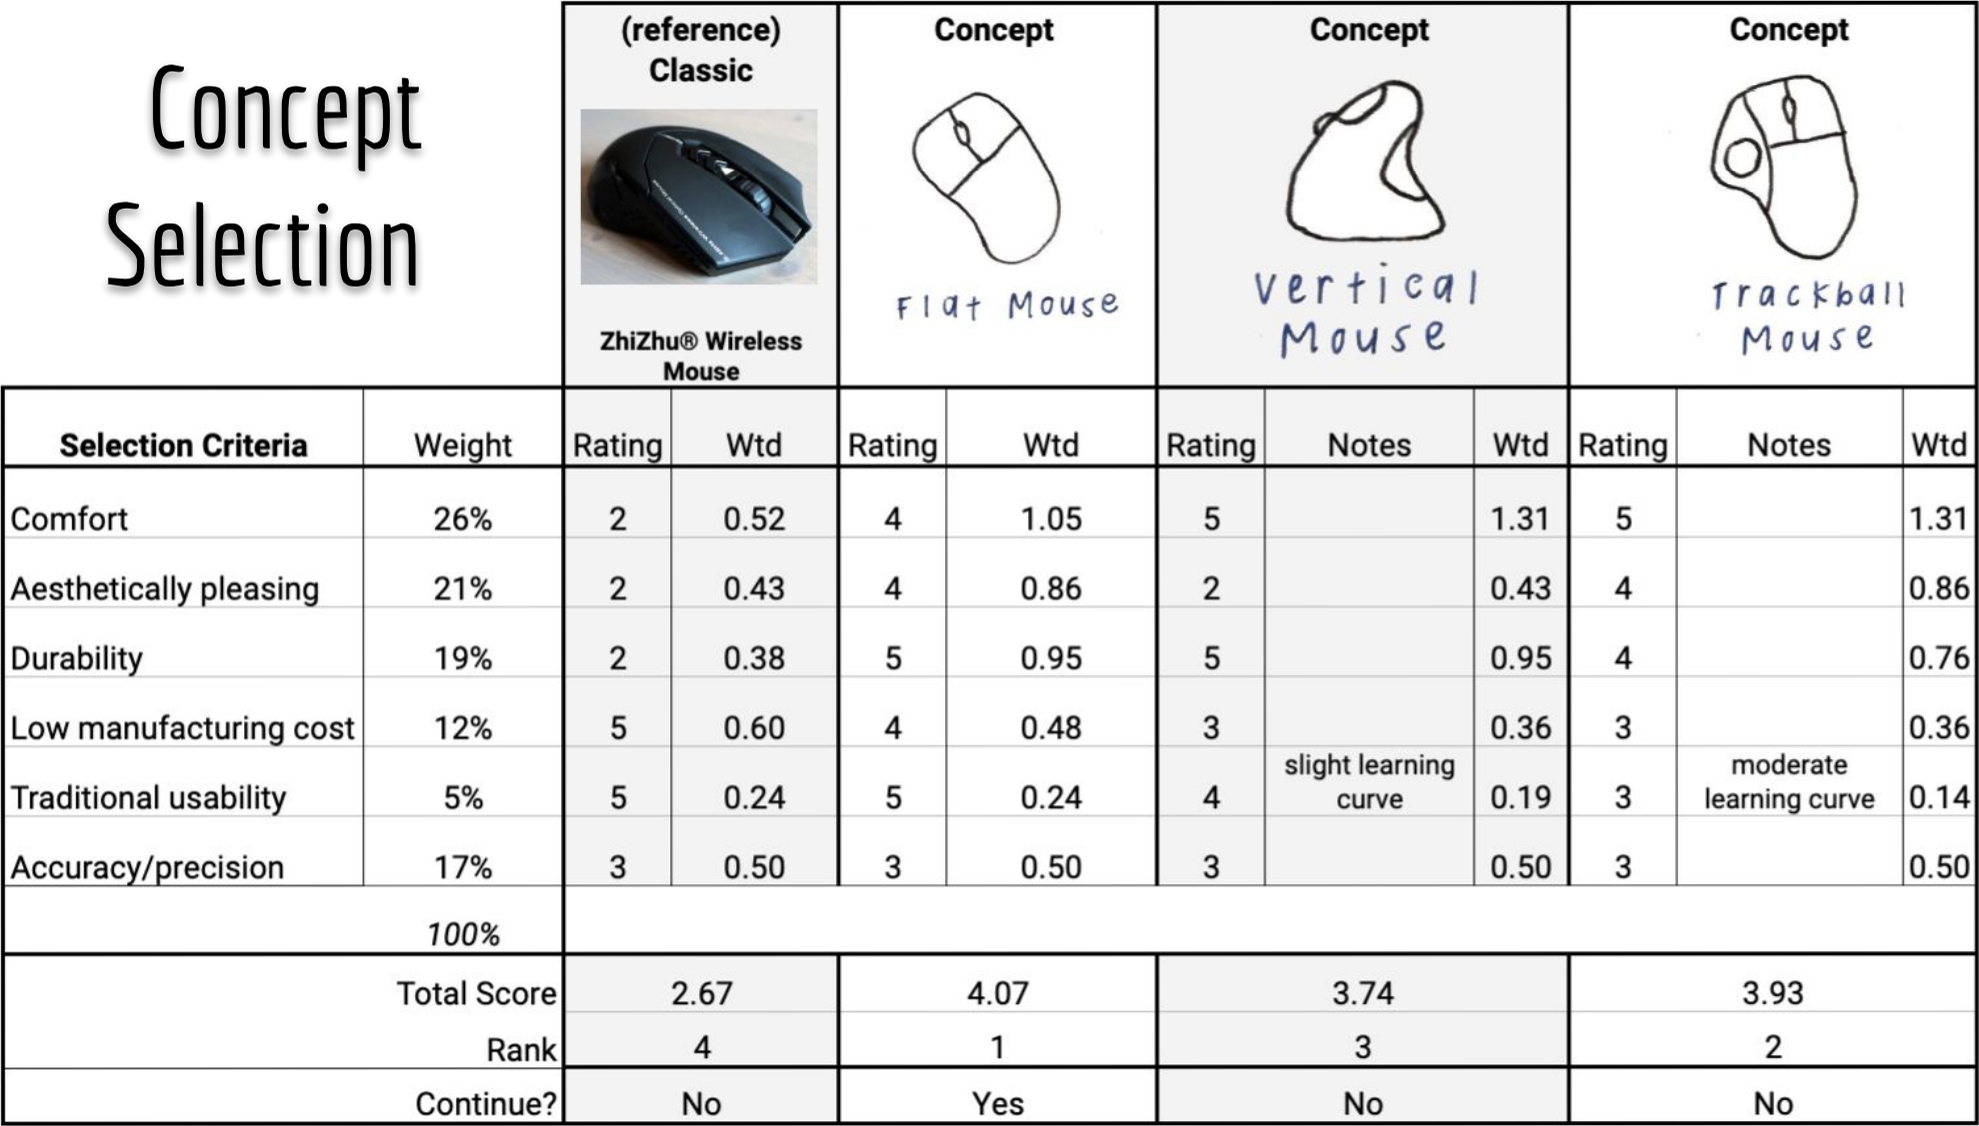 Concept
Selection
(reference)
Classic
ZhiZhu® Wireless
Mouse
Concept
Flat Mouse
Concept
Vertical
Mouse
Concept
Trackball
Mouse
Selection Criteria Weight Rating Wtd Rating Wtd Rating Notes Wtd Rating Notes Wtd
Comfort 26% 2 0.52 4 1.05 5 1.31 5 1.31
Aesthetically pleasing 21% 2 0.43 4 0.86 2 0.43 4 0.86
Durability 19% 2 0.38 5 0.95 5 0.95 4 0.76
Low manufacturing cost 12% 5 0.60 4 0.48 3 0.36 3 0.36
Traditional usability 5% 5 0.24 5 0.24 4 slight learning curve 0.19 3 moderate learning curve 0.14
Accuracy/precision 17% 3 0.50 3 0.50 3 0.50 3 0.50
100%
Total Score 2.67 4.07 3.74 3.93
Rank 4 1 3 2
Continue? No Yes No No